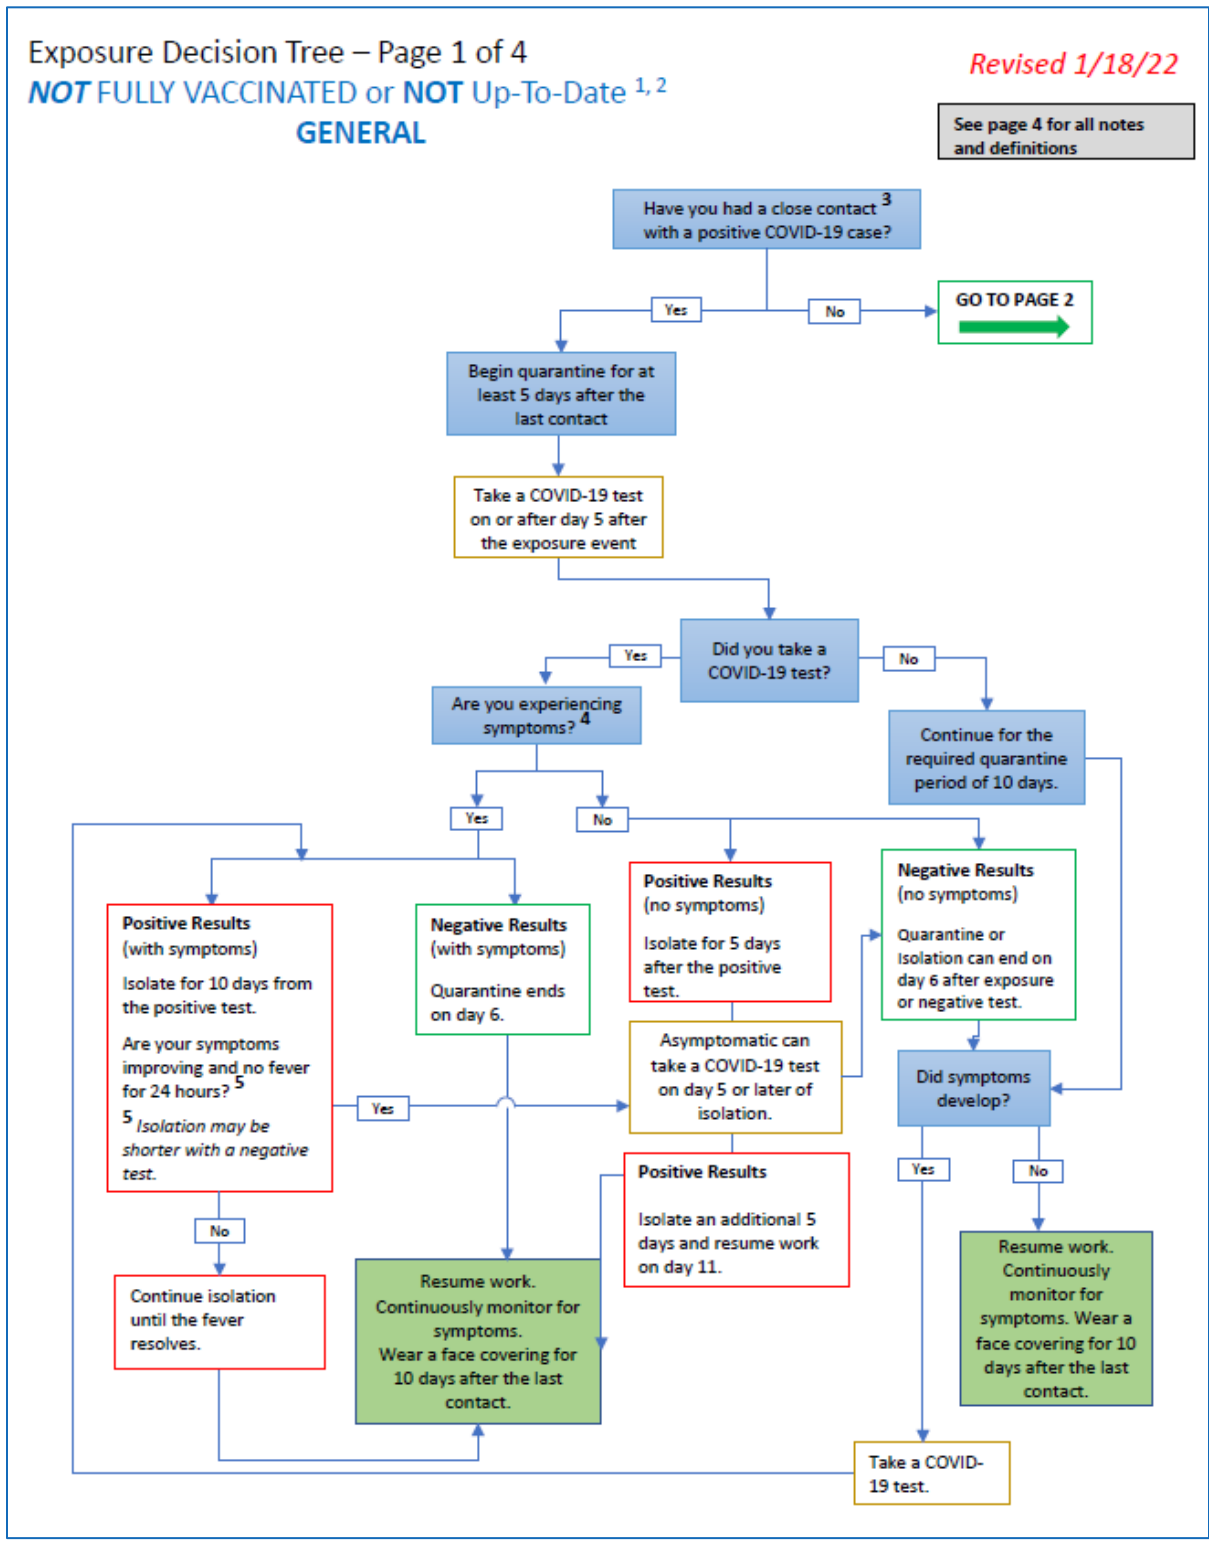 Exposure Decision Tree – Page 1 of 4
NOT FULLY VACCINATED or NOT Up-To-Date 1, 2
GENERAL
Revised 1/18/22
See page 4 for all notes
and definitions
Have you had a close contact 3
with a positive COVID-19 case?
Yes
No
GO TO PAGE 2
Begin quarantine for at
least 5 days after the
last contact
Take a COVID-19 test
on or after day 5 after
the exposure event
Did you take a
COVID-19 test?
Yes
No
Are you experiencing
symptoms? 4
Continue for the
required quarantine
period of 10 days.
Yes
No
Positive Results
(with symptoms)
Isolate for 10 days from
the positive test.
Are your symptoms
improving and no fever
for 24 hours? 5
5 Isolation may be
shorter with a negative
test.
Negative Results
(with symptoms)
Quarantine ends
on day 6.
Positive Results
(no symptoms)
Isolate for 5 days
after the positive
test.
Negative Results
(no symptoms)
Quarantine or
Isolation can end on
day 6 after exposure
or negative test.
Asymptomatic can
take a COVID-19 test
on day 5 or later of
isolation.
Did symptoms
develop?
Yes
Yes
No
No
Positive Results
Isolate an additional 5
days and resume work
on day 11.
Continue isolation
until the fever
resolves.
Resume work.
Continuously monitor for
symptoms.
Wear a face covering for
10 days after the last
contact.
Resume work.
Continuously
monitor for
symptoms. Wear a
face covering for 10
days after the last
contact.
Take a COVID-
19 test.